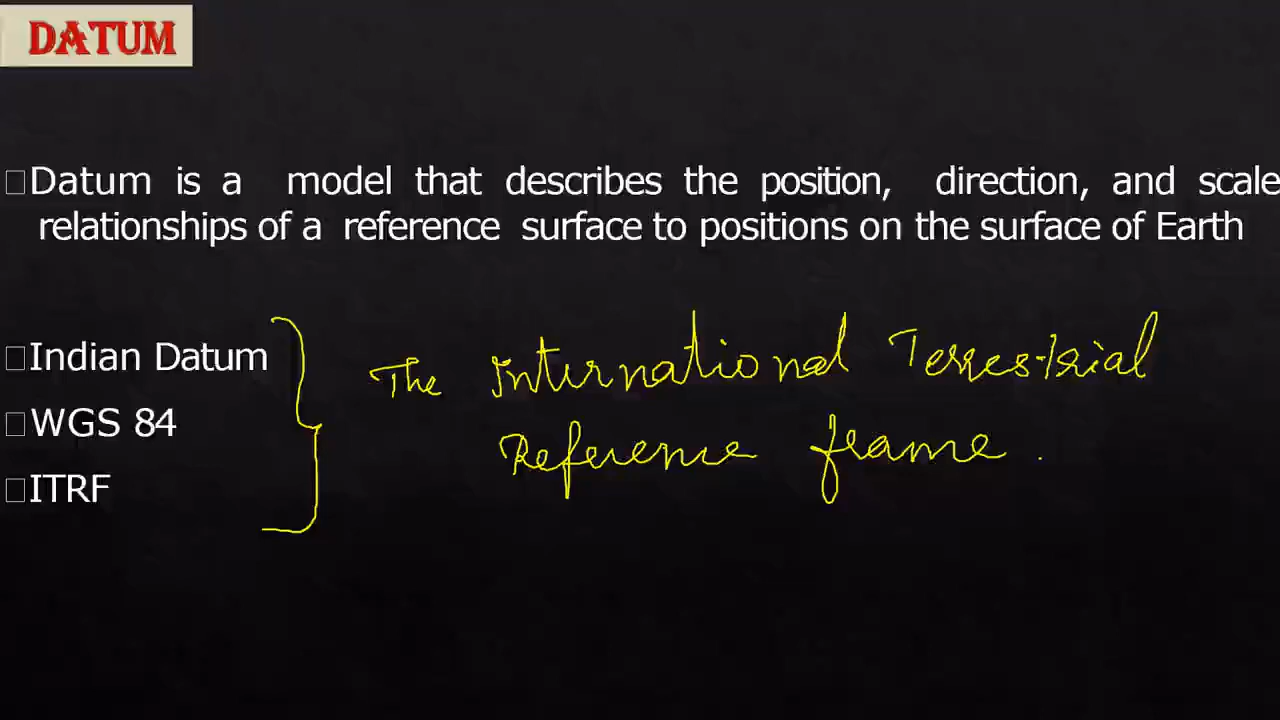 DATUM
Datum is a model that describes the position, direction, and scale
relationships of a reference surface to positions on the surface of Earth
Indian Datum
WGS 84
ITRF
The International Terrestrial
Reference frame.